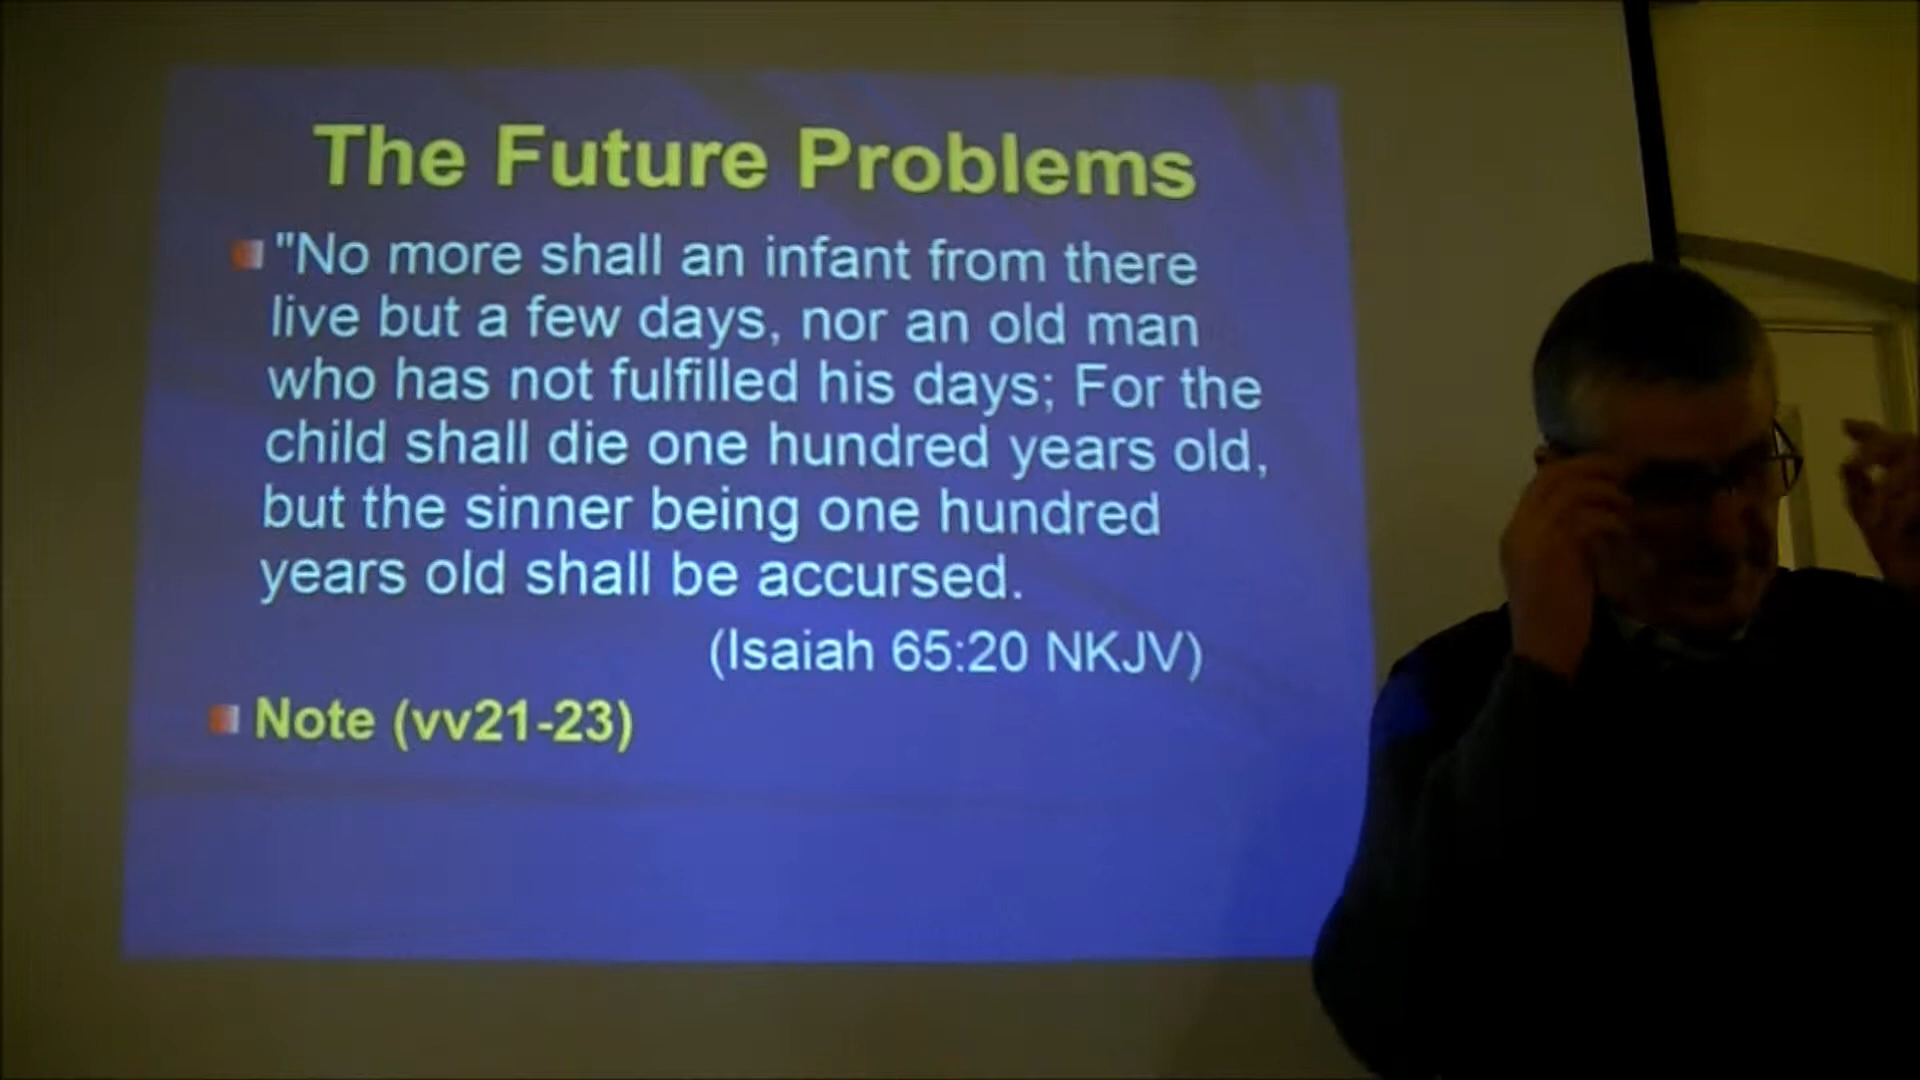 The Future Problems
"No more shall an infant from there
live but a few days, nor an old man
who has not fulfilled his days; For the
child shall die one hundred years old,
but the sinner being one hundred
years old shall be accursed.
(Isaiah 65:20 NKJV)
Note (vv21-23)